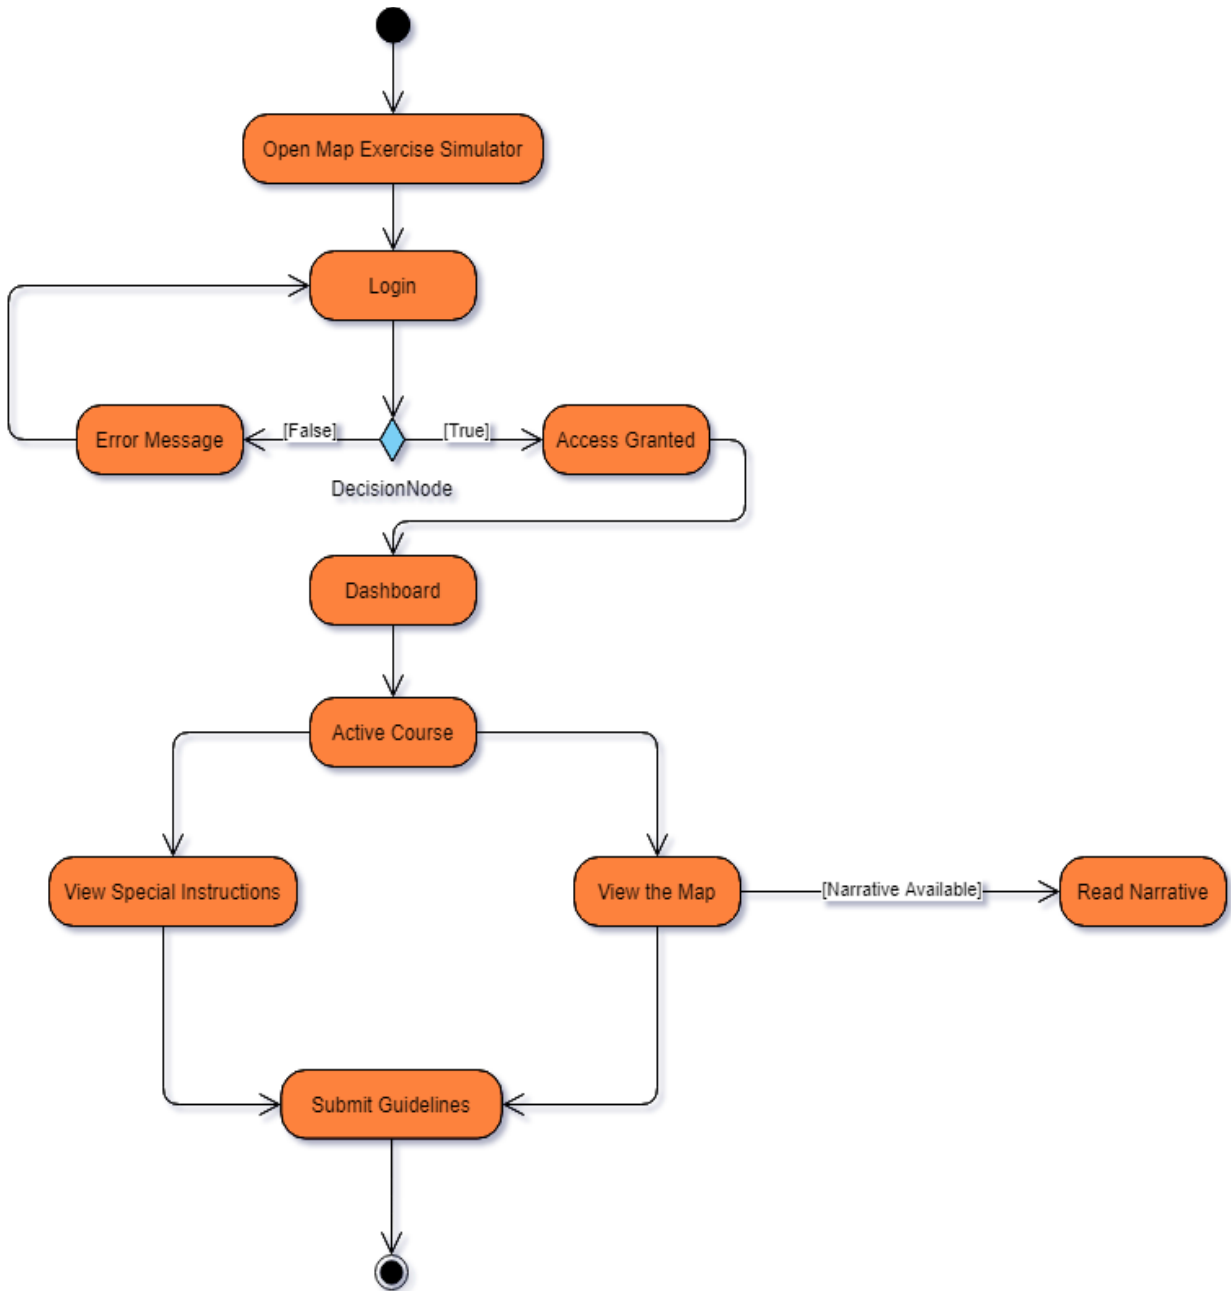 Open Map Exercise Simulator
Login
Error Message
[False]
[True]
Access Granted
DecisionNode
Dashboard
Active Course
View Special Instructions
View the Map
[Narrative Available]
Read Narrative
Submit Guidelines